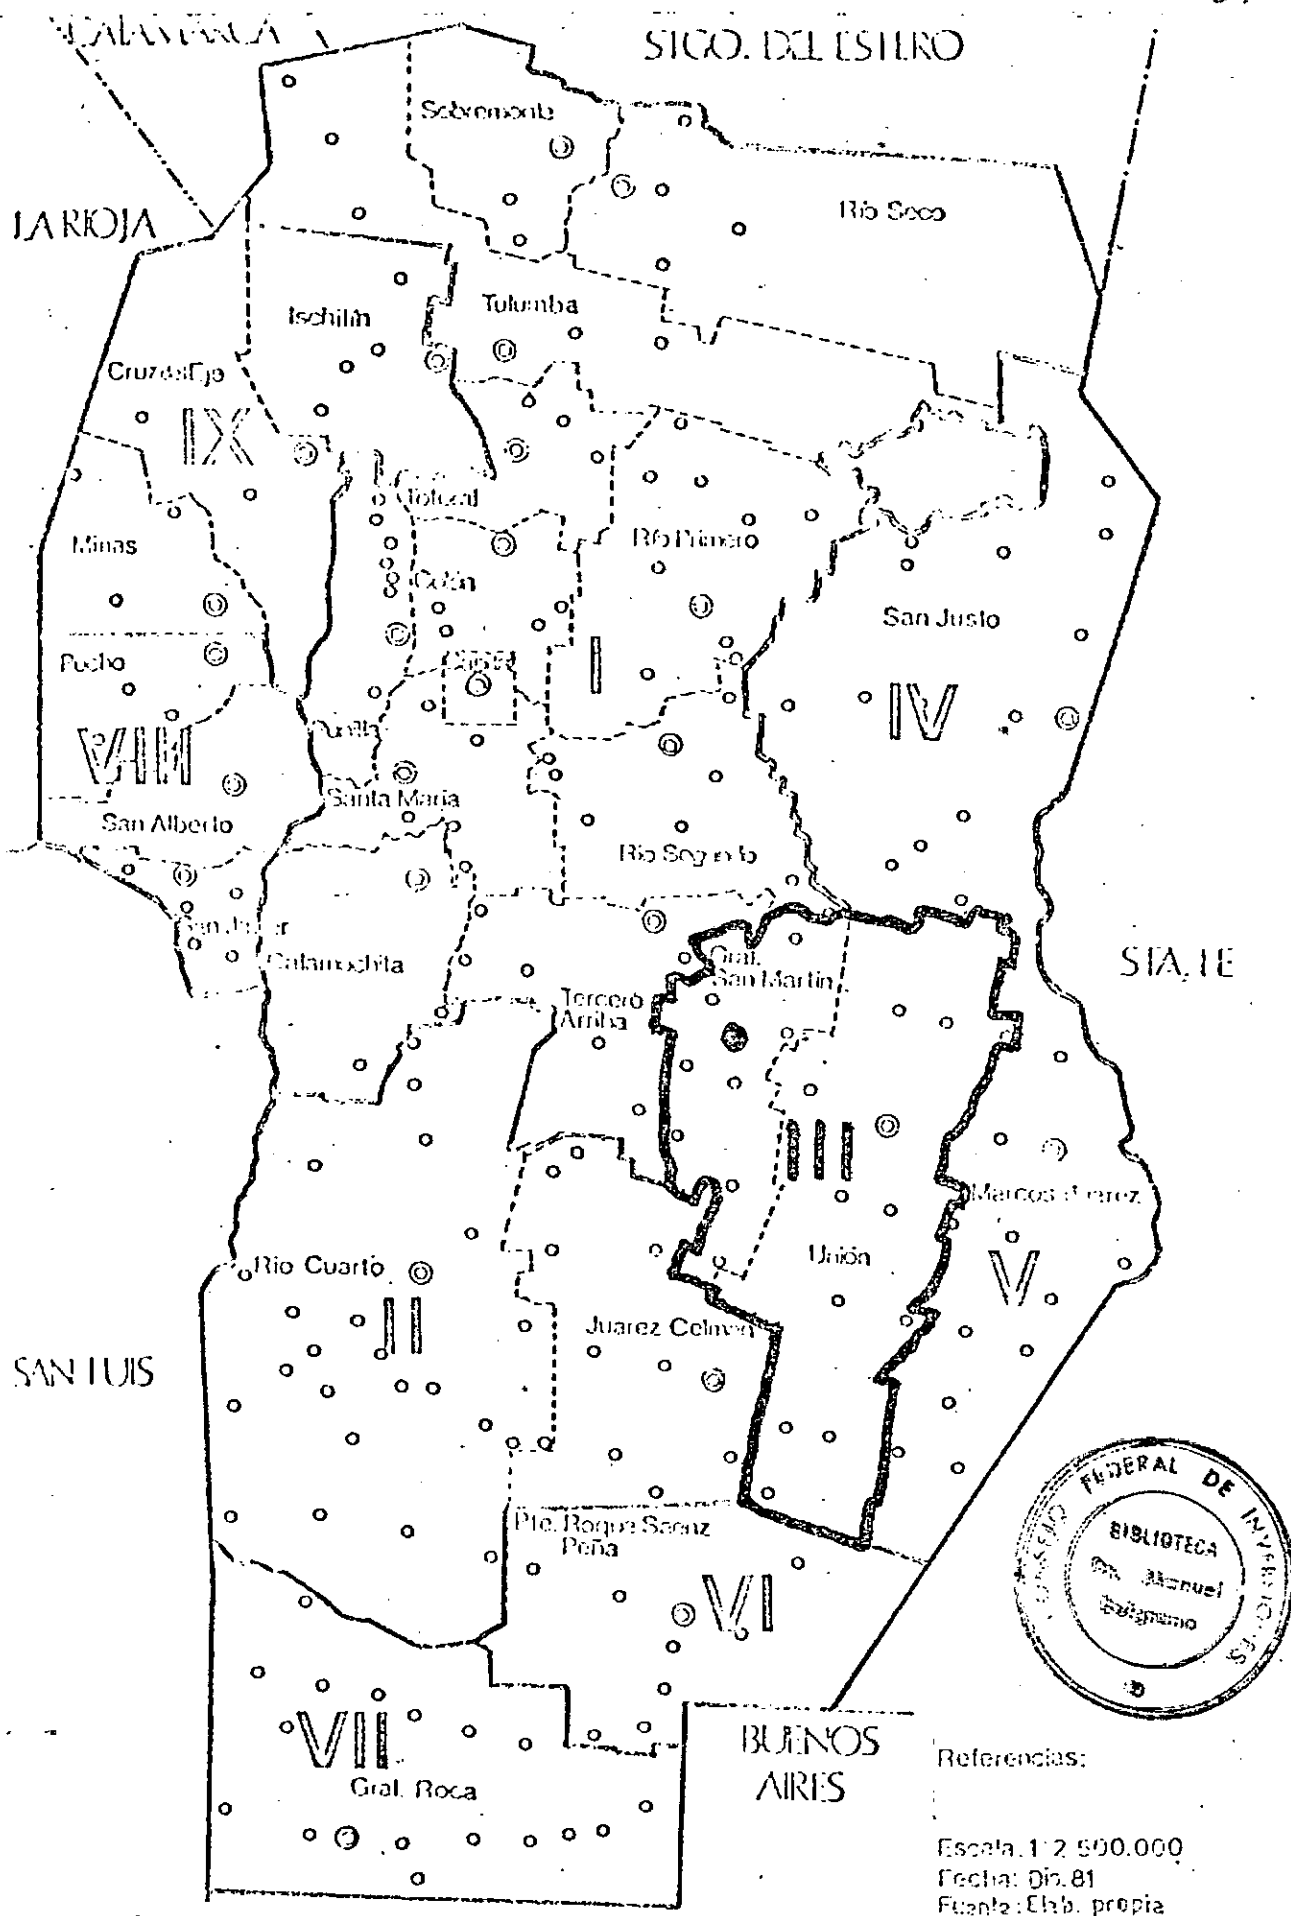 CATAMARCA
STGO. DEL ESTERO
LA RIOJA
Sobremonte
Río Seco
Ischilín
Tulumba
Cruz del Eje
IX
Totoral
Minas
Río Primero
Colón
San Justo
Pocho
I
IV
VIII
Punilla
Santa María
San Alberto
Río Segundo
San Javier
Calamochita
Gral.
San Martín
STA. FE
Tercero
Arriba
III
Marcos Juarez
Unión
V
Río Cuarto
II
Juarez Celman
SAN LUIS
Pte. Roque Saenz
Peña
VI
VII
Gral. Roca
BUENOS
AIRES
CONSEJO FEDERAL DE INVERSIONES
BIBLIOTECA
Manuel
Belgrano
Referencias:
Escala. 1:2 500.000
Fecha: Dic. 81
Fuente: Elab. propia